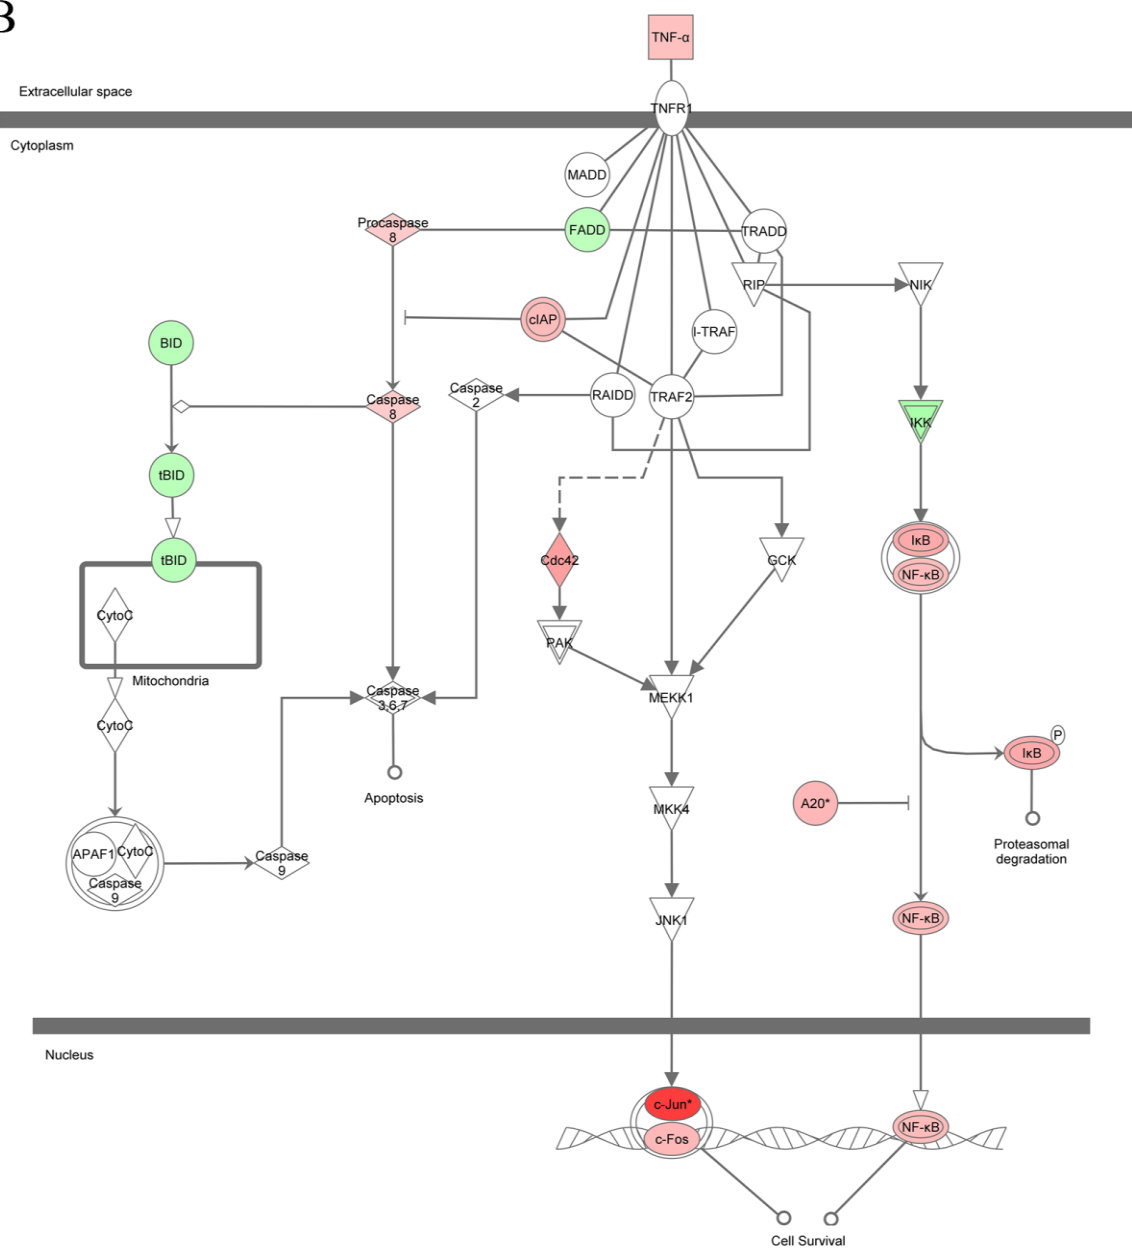 B
TNF-α
Extracellular space
TNFR1
Cytoplasm
MADD
Procaspase
8
FADD
TRADD
RIP
NIK
cIAP
I-TRAF
BID
Caspase
2
RAIDD
TRAF2
Caspase
8
IKK
tBID
IκB
tBID
Cdc42
GCK
NF-κB
CytoC
PAK
Mitochondria
Caspase
3,6,7
MEKK1
CytoC
P
IκB
Apoptosis
A20*
MKK4
Proteasomal
degradation
APAF1
CytoC
Caspase
9
Caspase
9
JNK1
NF-κB
Nucleus
c-Jun*
c-Fos
NF-κB
Cell Survival